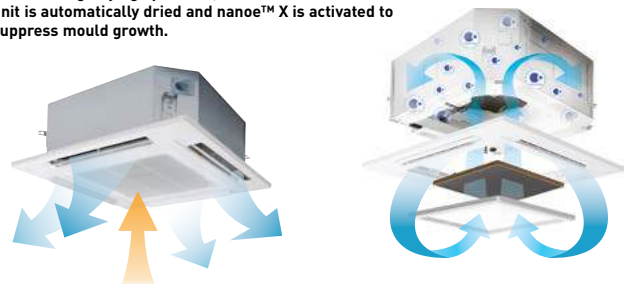 nit is automatically dried and nanoe™ X is activated to
uppress mould growth.